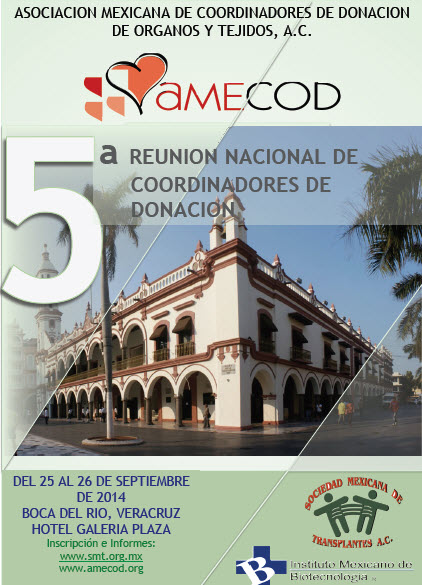 ASOCIACION MEXICANA DE COORDINADORES DE DONACION
DE ORGANOS Y TEJIDOS, A.C.
aMECOD
5a REUNION NACIONAL DE
COORDINADORES DE
DONACION
DEL 25 AL 26 DE SEPTIEMBRE
DE 2014
BOCA DEL RIO, VERACRUZ
HOTEL GALERIA PLAZA
Inscripción e Informes:
www.smt.org.mx
www.amecod.org
SOCIEDAD MEXICANA DE
TRANSPLANTES A.C.
Instituto Mexicano de
Biotecnología